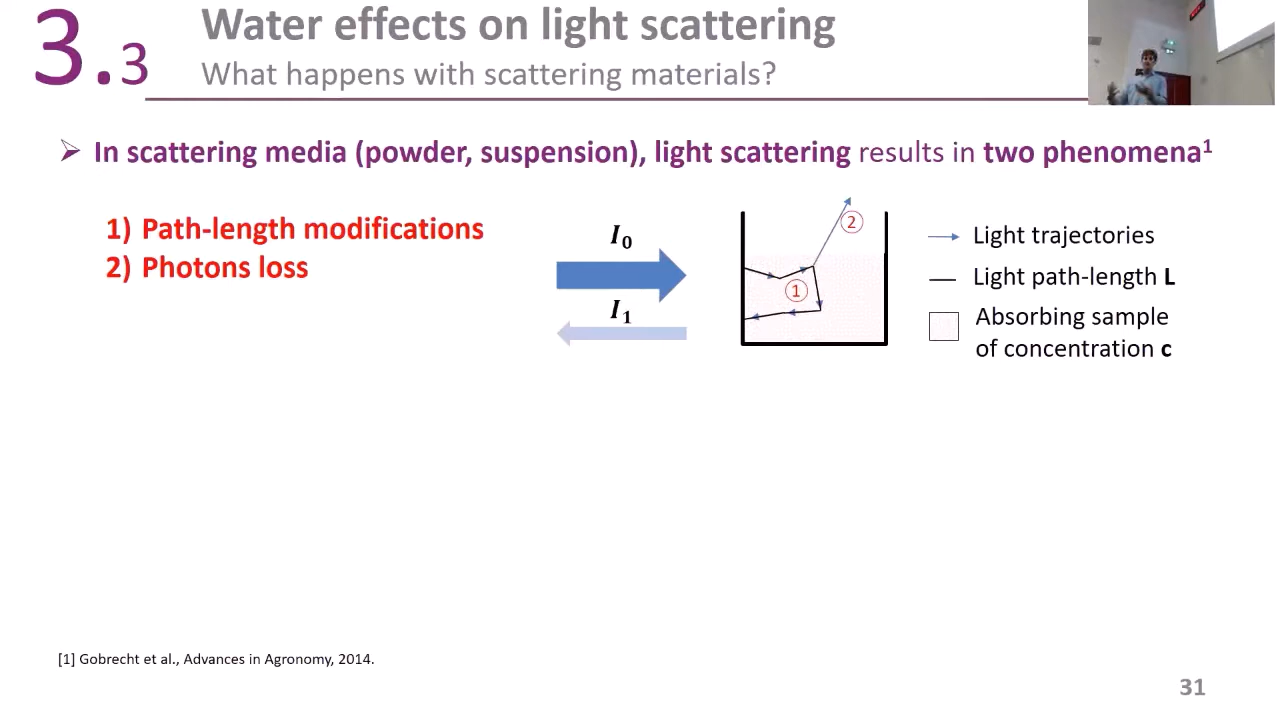 3.3
Water effects on light scattering
What happens with scattering materials?
➢ In scattering media (powder, suspension), light scattering results in two phenomena¹
1) Path-length modifications
2) Photons loss
I₀
I₁
2
1
Light trajectories
Light path-length L
Absorbing sample
of concentration c
[1] Gobrecht et al., Advances in Agronomy, 2014.
31